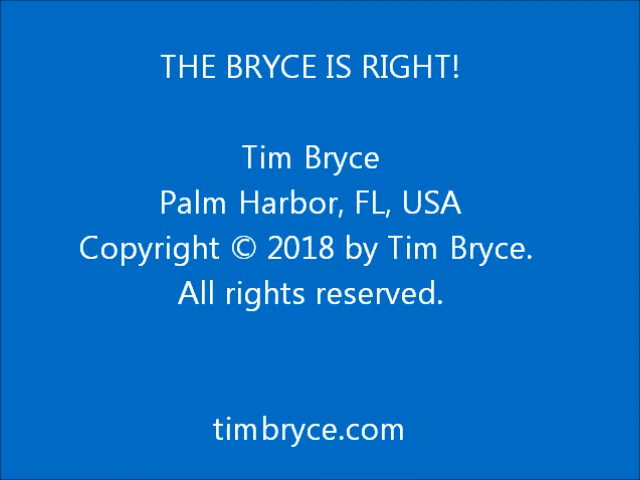 THE BRYCE IS RIGHT!
Tim Bryce
Palm Harbor, FL, USA
Copyright © 2018 by Tim Bryce.
All rights reserved.
timbryce.com